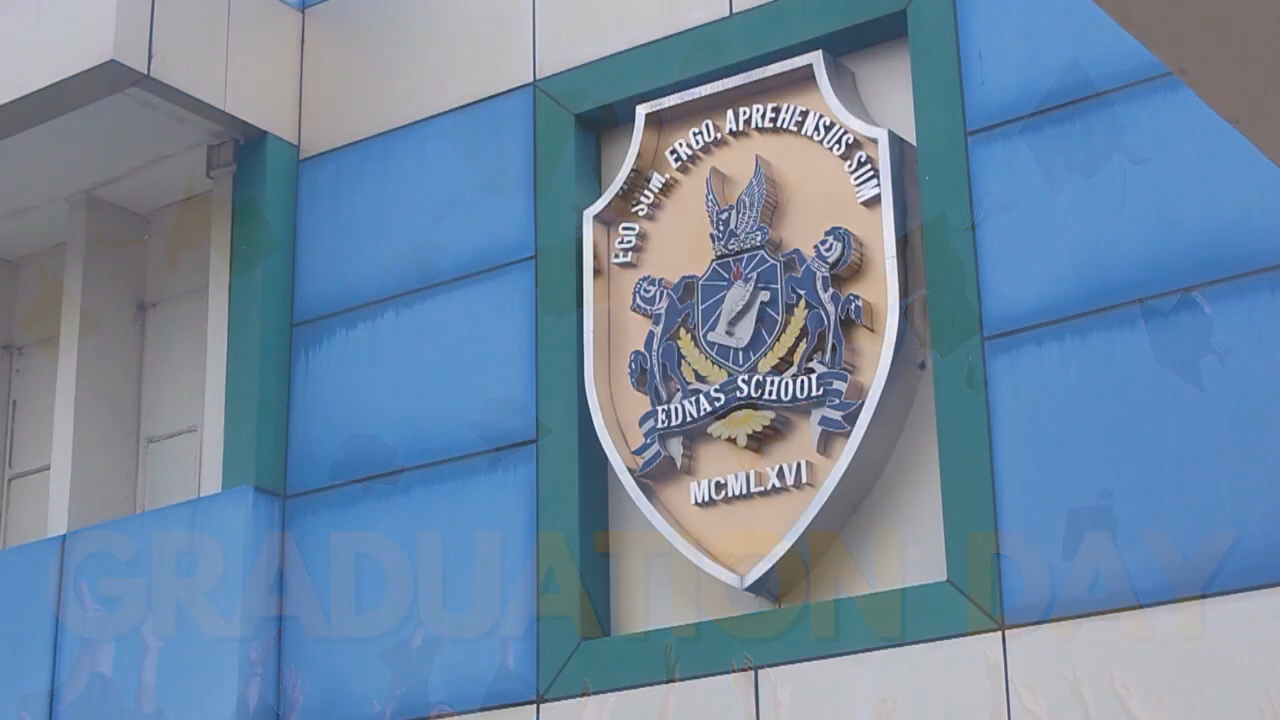 EGO SUM, ERGO, APREHENSUS SUM
EDNAS SCHOOL
MCMLXVI
GRADUATION DAY